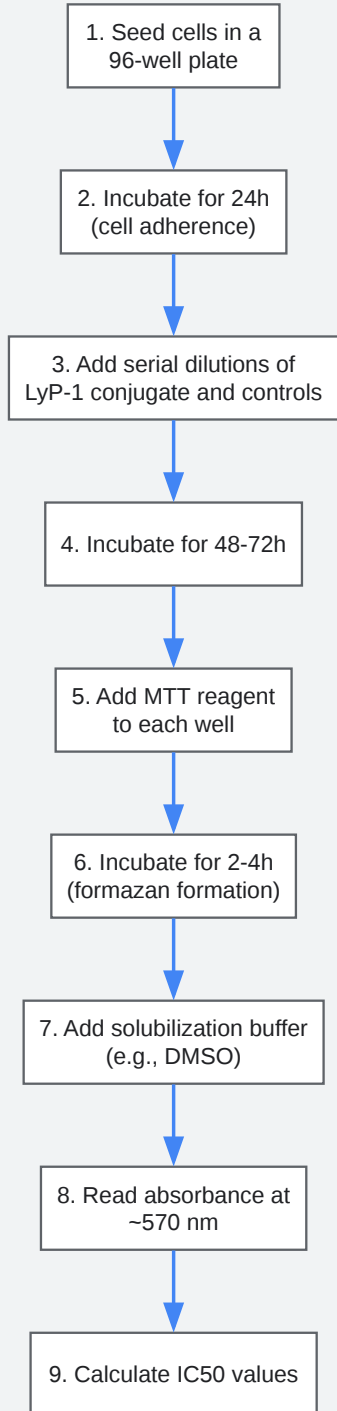 1. Seed cells in a
96-well plate
2. Incubate for 24h
(cell adherence)
3. Add serial dilutions of
LyP-1 conjugate and controls
4. Incubate for 48-72h
5. Add MTT reagent
to each well
6. Incubate for 2-4h
(formazan formation)
7. Add solubilization buffer
(e.g., DMSO)
8. Read absorbance at
~570 nm
9. Calculate IC50 values